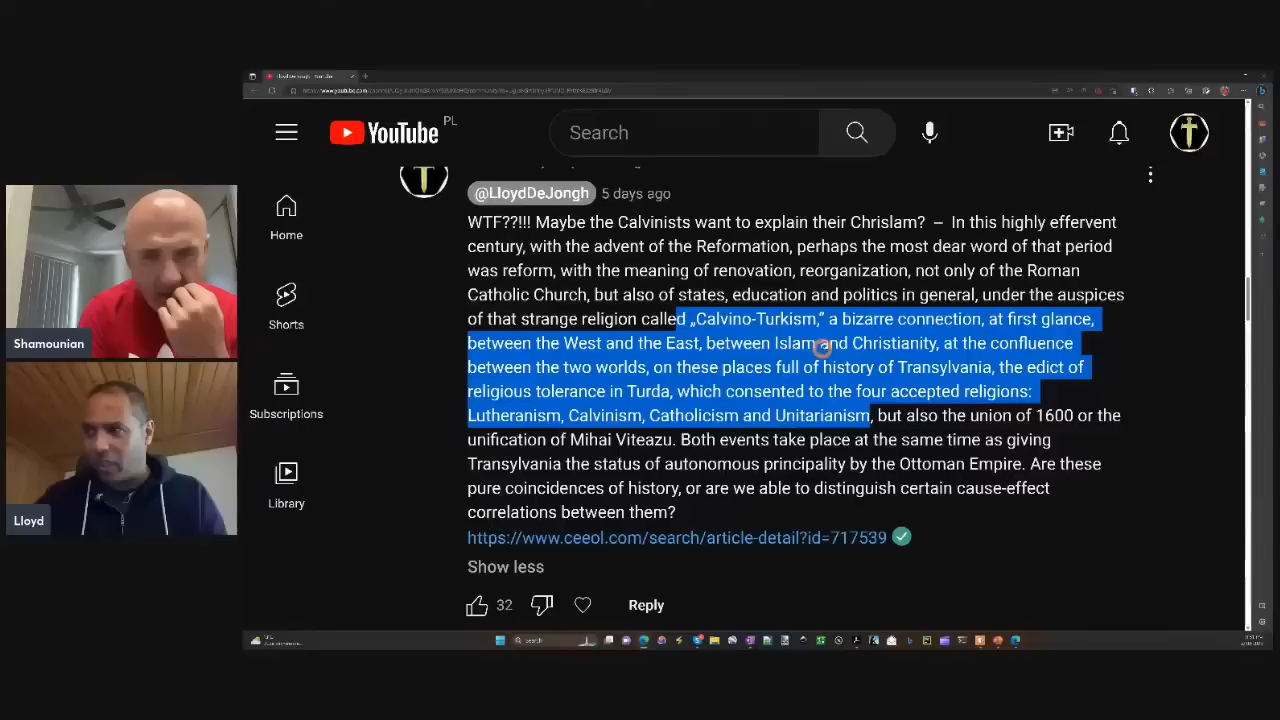 YouTube PL
Search
@LloydDeJongh 5 days ago
WTF??!!! Maybe the Calvinists want to explain their Chrislam? – In this highly effervent
century, with the advent of the Reformation, perhaps the most dear word of that period
was reform, with the meaning of renovation, reorganization, not only of the Roman
Catholic Church, but also of states, education and politics in general, under the auspices
of that strange religion called „Calvino-Turkism,” a bizarre connection, at first glance,
between the West and the East, between Islam and Christianity, at the confluence
between the two worlds, on these places full of history of Transylvania, the edict of
religious tolerance in Turda, which consented to the four accepted religions:
Lutheranism, Calvinism, Catholicism and Unitarianism, but also the union of 1600 or the
unification of Mihai Viteazu. Both events take place at the same time as giving
Transylvania the status of autonomous principality by the Ottoman Empire. Are these
pure coincidences of history, or are we able to distinguish certain cause-effect
correlations between them?
https://www.ceeol.com/search/article-detail?id=717539
Show less
32 Reply
Home
Shorts
Subscriptions
Library
Shamounian
Lloyd
Search